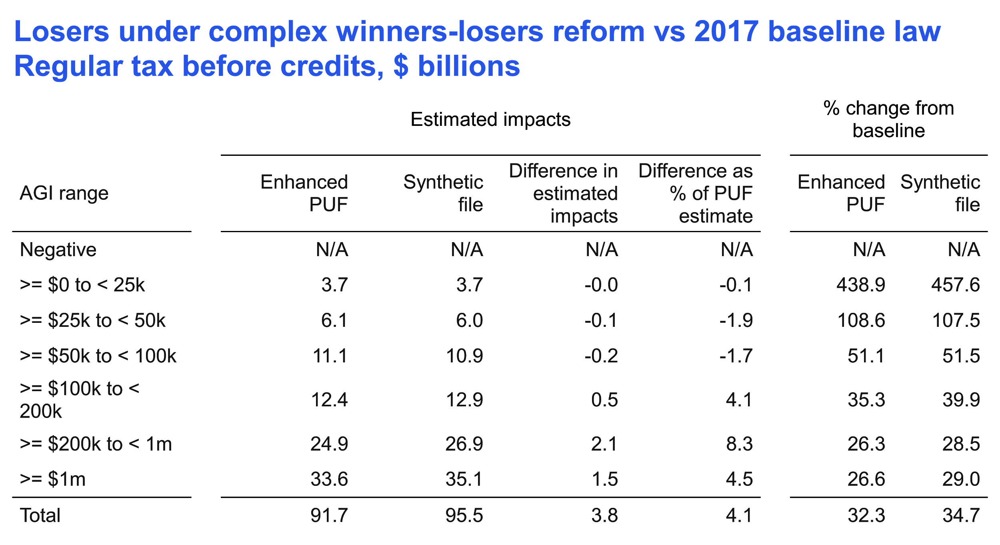 Losers under complex winners-losers reform vs 2017 baseline law
Regular tax before credits, $ billions
Estimated impacts
% change from
baseline
AGI range
Enhanced
PUF
Synthetic
file
Difference in
estimated
impacts
Difference as
% of PUF
estimate
Enhanced
PUF
Synthetic
file
Negative N/A N/A N/A N/A N/A N/A
>= $0 to < 25k 3.7 3.7 -0.0 -0.1 438.9 457.6
>= $25k to < 50k 6.1 6.0 -0.1 -1.9 108.6 107.5
>= $50k to < 100k 11.1 10.9 -0.2 -1.7 51.1 51.5
>= $100k to <
200k 12.4 12.9 0.5 4.1 35.3 39.9
>= $200k to < 1m 24.9 26.9 2.1 8.3 26.3 28.5
>= $1m 33.6 35.1 1.5 4.5 26.6 29.0
Total 91.7 95.5 3.8 4.1 32.3 34.7